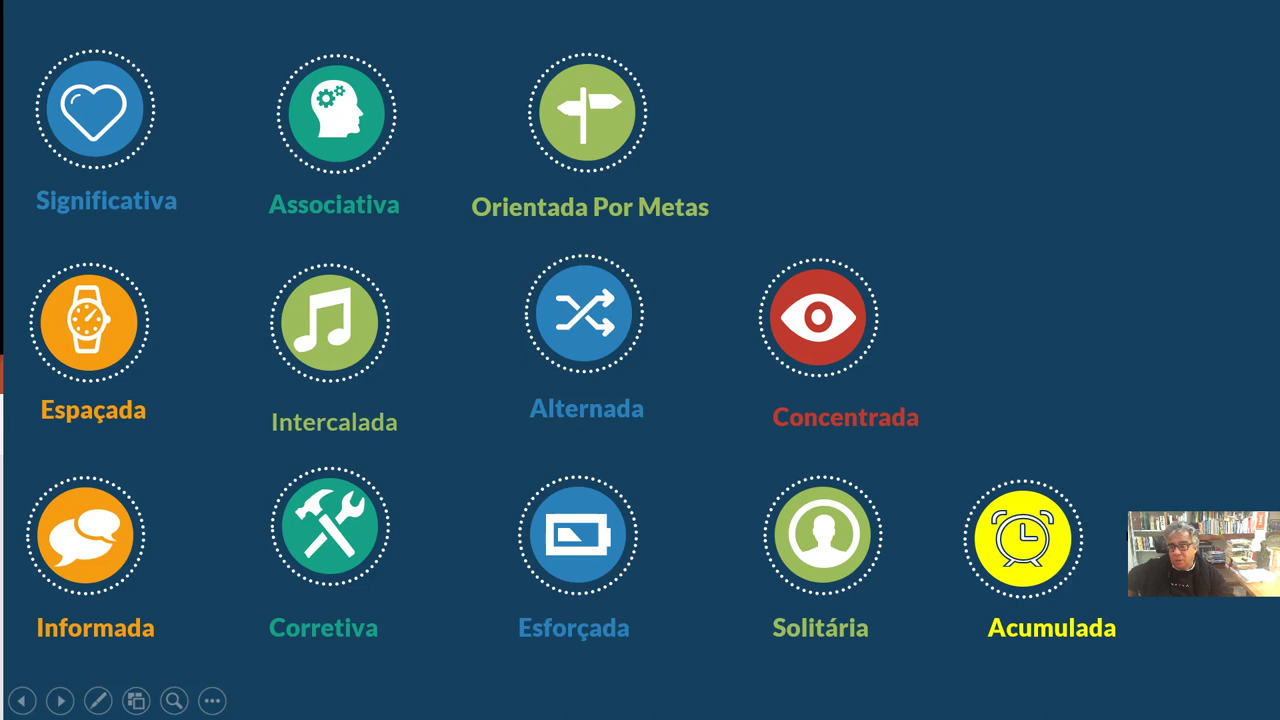 Significativa
Associativa
Orientada Por Metas
Espaçada
Intercalada
Alternada
Concentrada
Informada
Corretiva
Esforçada
Solitária
Acumulada